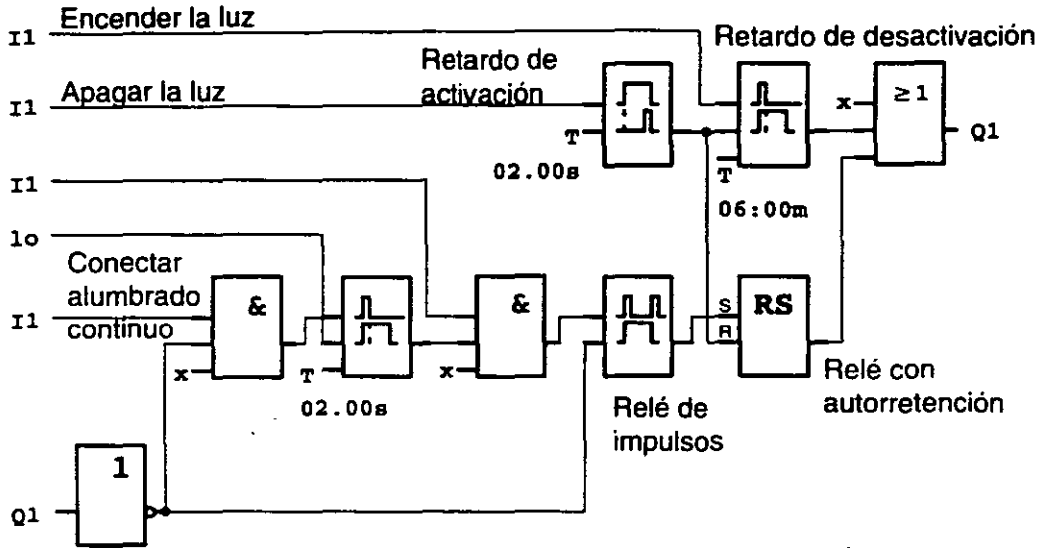 Encender la luz
I1
Retardo de desactivación
Retardo de
activación
Apagar la luz
I1
≥1
x
Q1
T
02.00s
T
06:00m
I1
lo
Conectar
alumbrado
continuo
I1
&
x
T
02.00s
&
x
S
R
RS
Relé de
impulsos
Relé con
autorretención
1
Q1